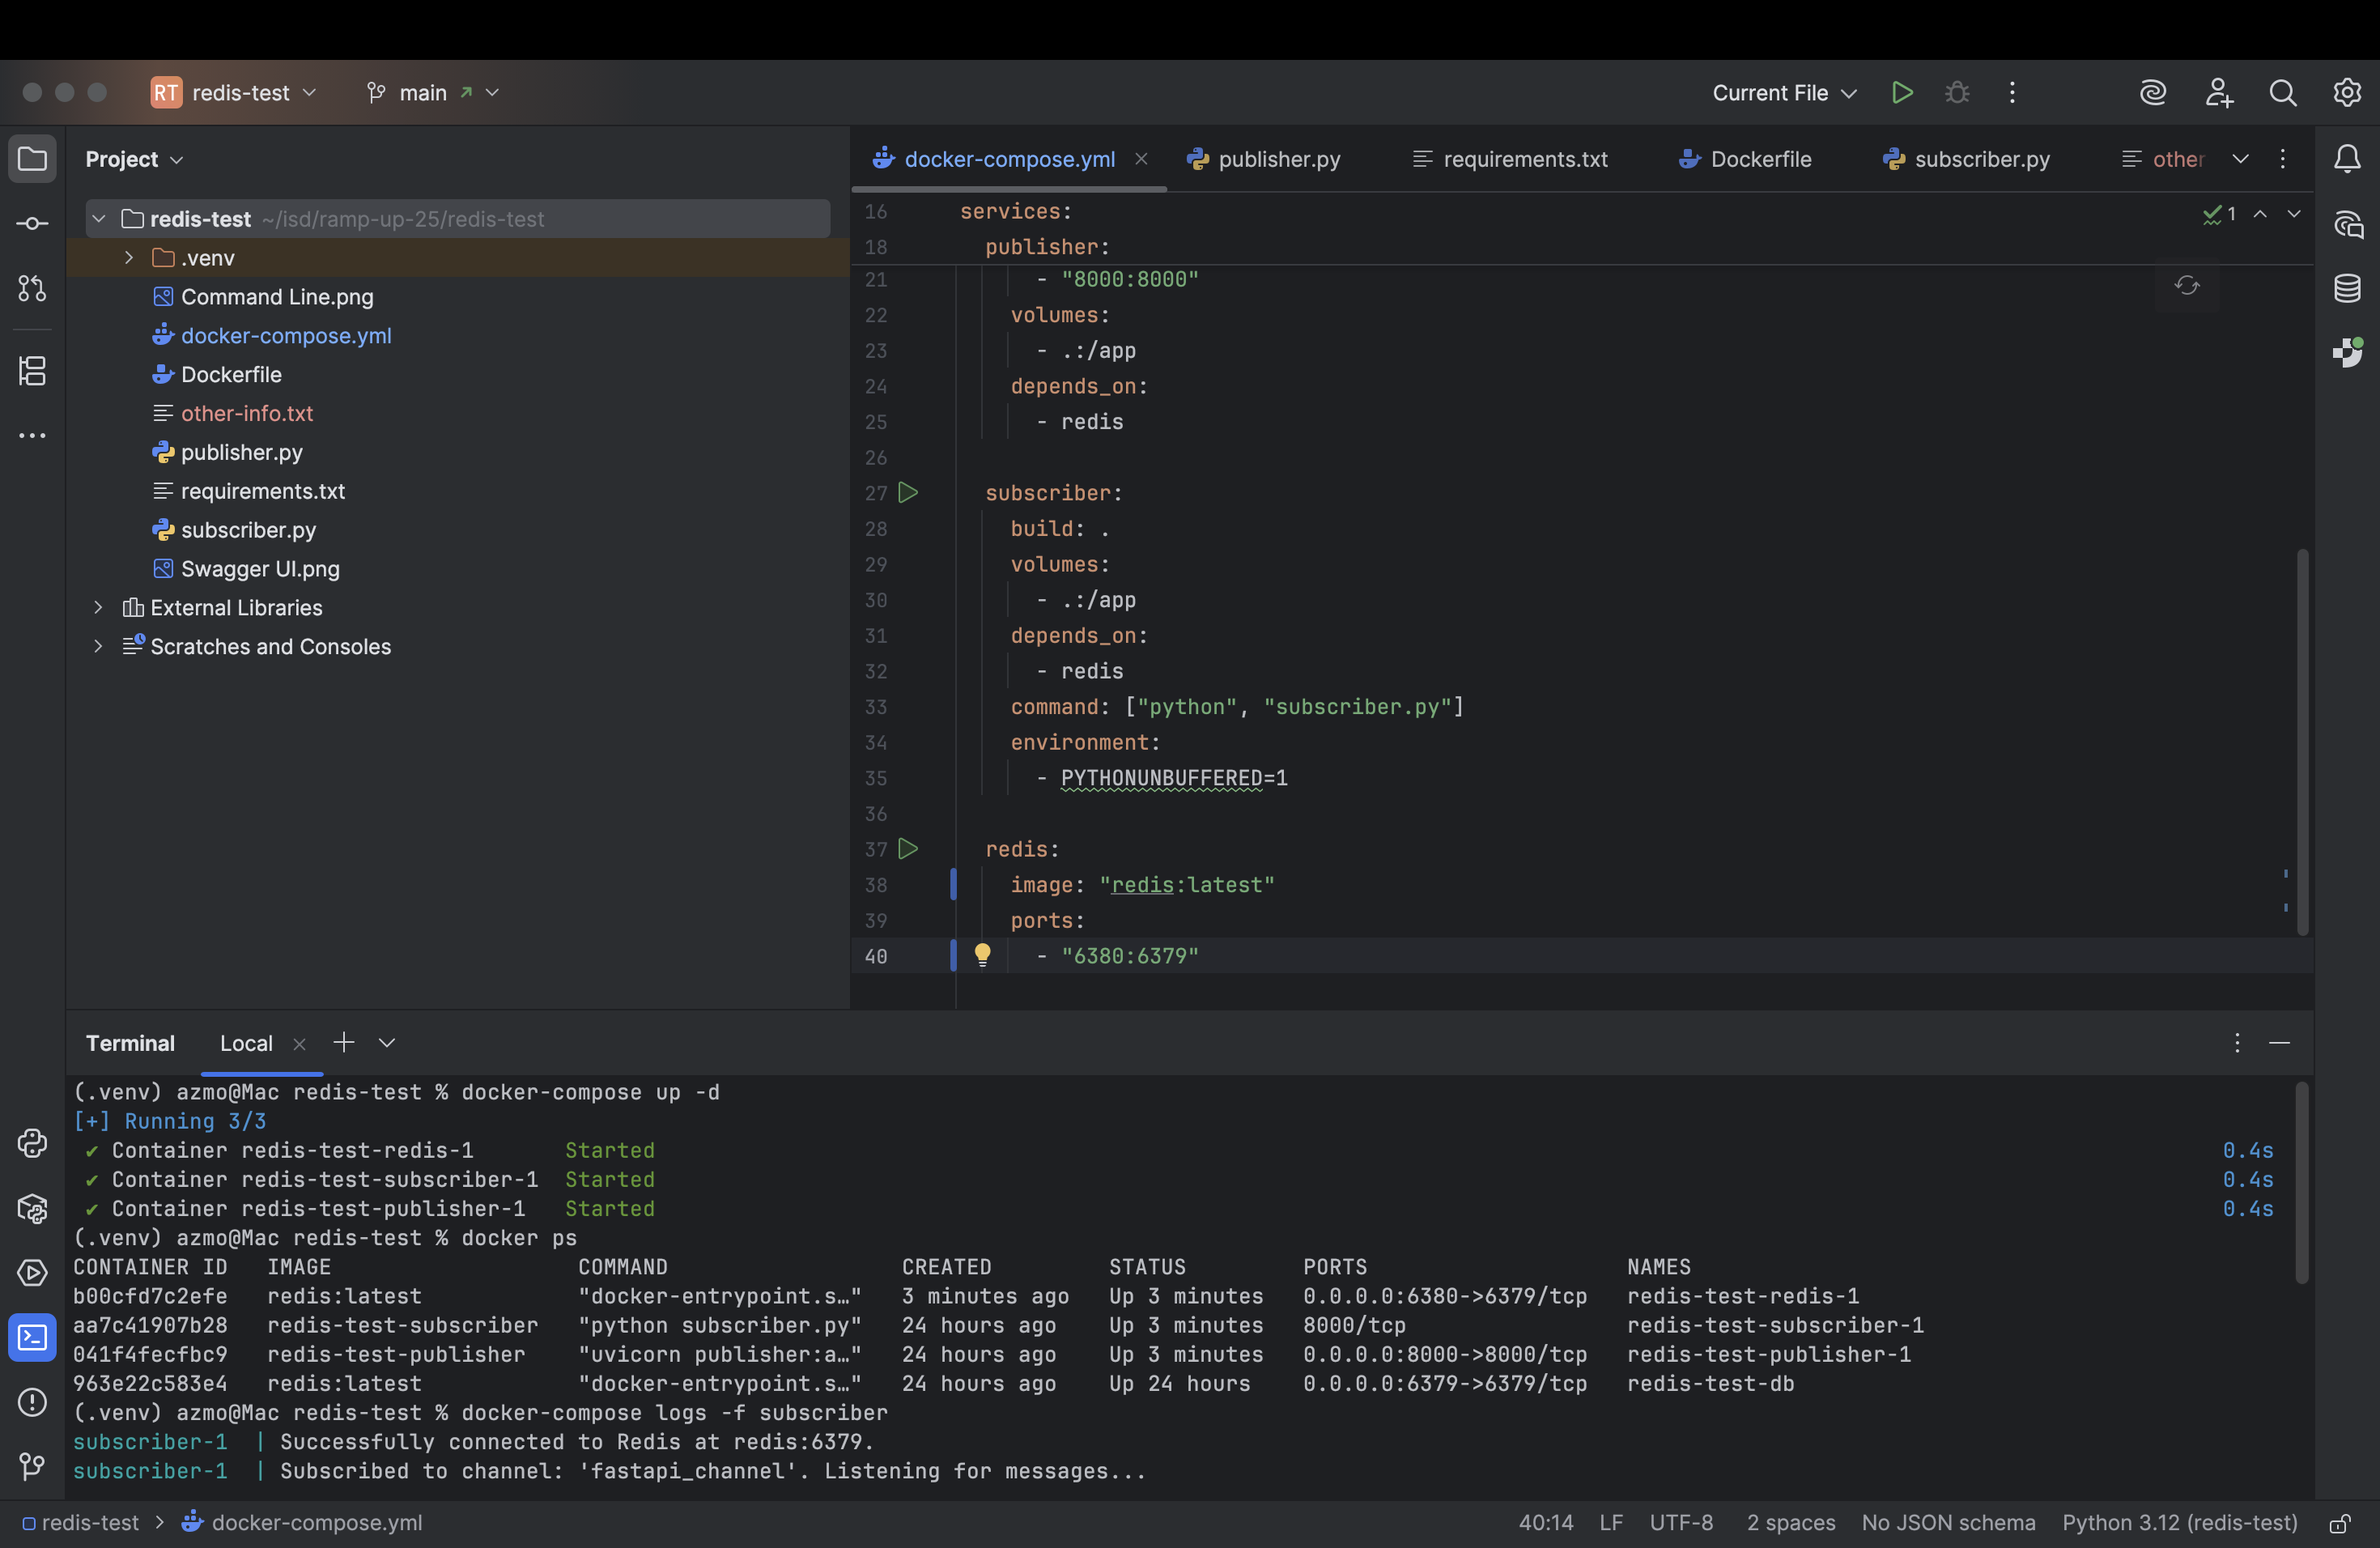 RT redis-test main Current File
Project
redis-test ~/isd/ramp-up-25/redis-test
.venv
Command Line.png
docker-compose.yml
Dockerfile
other-info.txt
publisher.py
requirements.txt
subscriber.py
Swagger UI.png
External Libraries
Scratches and Consoles
docker-compose.yml publisher.py requirements.txt Dockerfile subscriber.py other
16 services:
18 publisher:
21 - "8000:8000"
22 volumes:
23 - .:/app
24 depends_on:
25 - redis
26
27 subscriber:
28 build: .
29 volumes:
30 - .:/app
31 depends_on:
32 - redis
33 command: ["python", "subscriber.py"]
34 environment:
35 - PYTHONUNBUFFERED=1
36
37 redis:
38 image: "redis:latest"
39 ports:
40 - "6380:6379"
1
Terminal Local
(.venv) azmo@Mac redis-test % docker-compose up -d
[+] Running 3/3
✔ Container redis-test-redis-1 Started 0.4s
✔ Container redis-test-subscriber-1 Started 0.4s
✔ Container redis-test-publisher-1 Started 0.4s
(.venv) azmo@Mac redis-test % docker ps
CONTAINER ID IMAGE COMMAND CREATED STATUS PORTS NAMES
b00cfd7c2efe redis:latest "docker-entrypoint.s…" 3 minutes ago Up 3 minutes 0.0.0.0:6380->6379/tcp redis-test-redis-1
aa7c41907b28 redis-test-subscriber "python subscriber.py" 24 hours ago Up 3 minutes 8000/tcp redis-test-subscriber-1
041f4fecfbc9 redis-test-publisher "uvicorn publisher:a…" 24 hours ago Up 3 minutes 0.0.0.0:8000->8000/tcp redis-test-publisher-1
963e22c583e4 redis:latest "docker-entrypoint.s…" 24 hours ago Up 24 hours 0.0.0.0:6379->6379/tcp redis-test-db
(.venv) azmo@Mac redis-test % docker-compose logs -f subscriber
subscriber-1 | Successfully connected to Redis at redis:6379.
subscriber-1 | Subscribed to channel: 'fastapi_channel'. Listening for messages...
redis-test > docker-compose.yml 40:14 LF UTF-8 2 spaces No JSON schema Python 3.12 (redis-test)